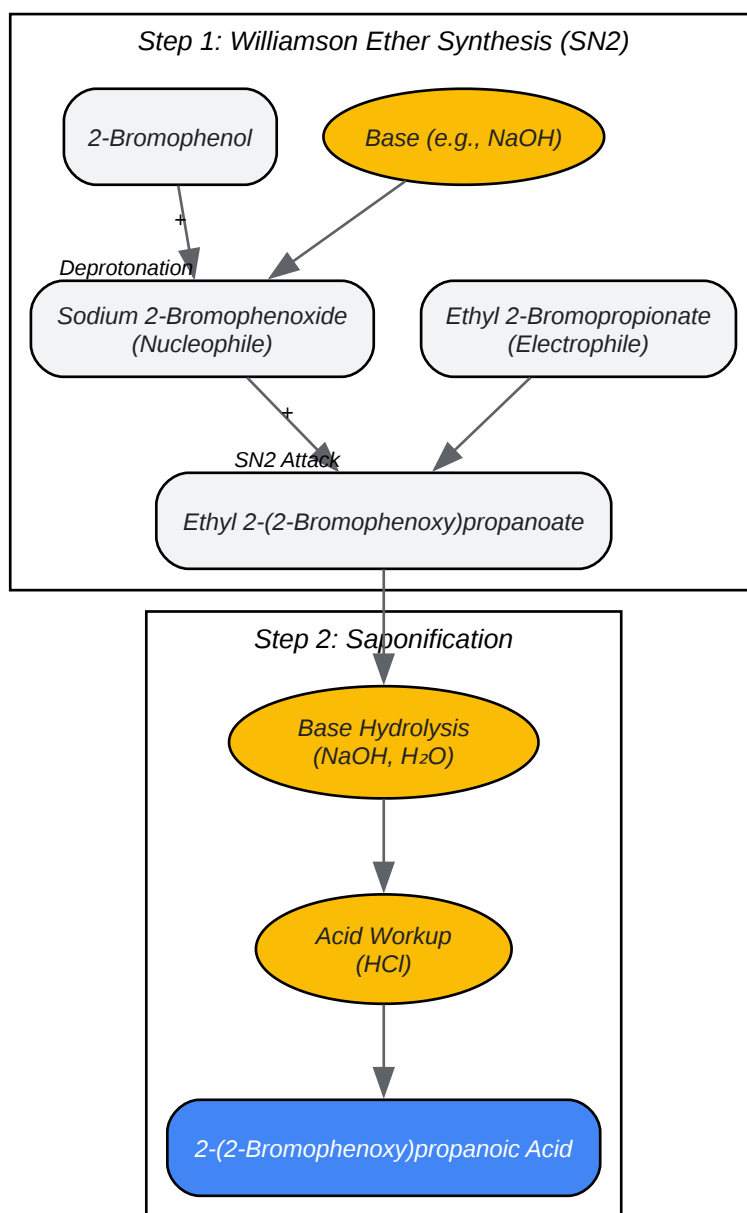 Step 1: Williamson Ether Synthesis (SN2)
2-Bromophenol
Base (e.g., NaOH)
+
Deprotonation
Sodium 2-Bromophenoxide
(Nucleophile)
Ethyl 2-Bromopropionate
(Electrophile)
+
SN2 Attack
Ethyl 2-(2-Bromophenoxy)propanoate
Step 2: Saponification
Base Hydrolysis
(NaOH, H₂O)
Acid Workup
(HCl)
2-(2-Bromophenoxy)propanoic Acid